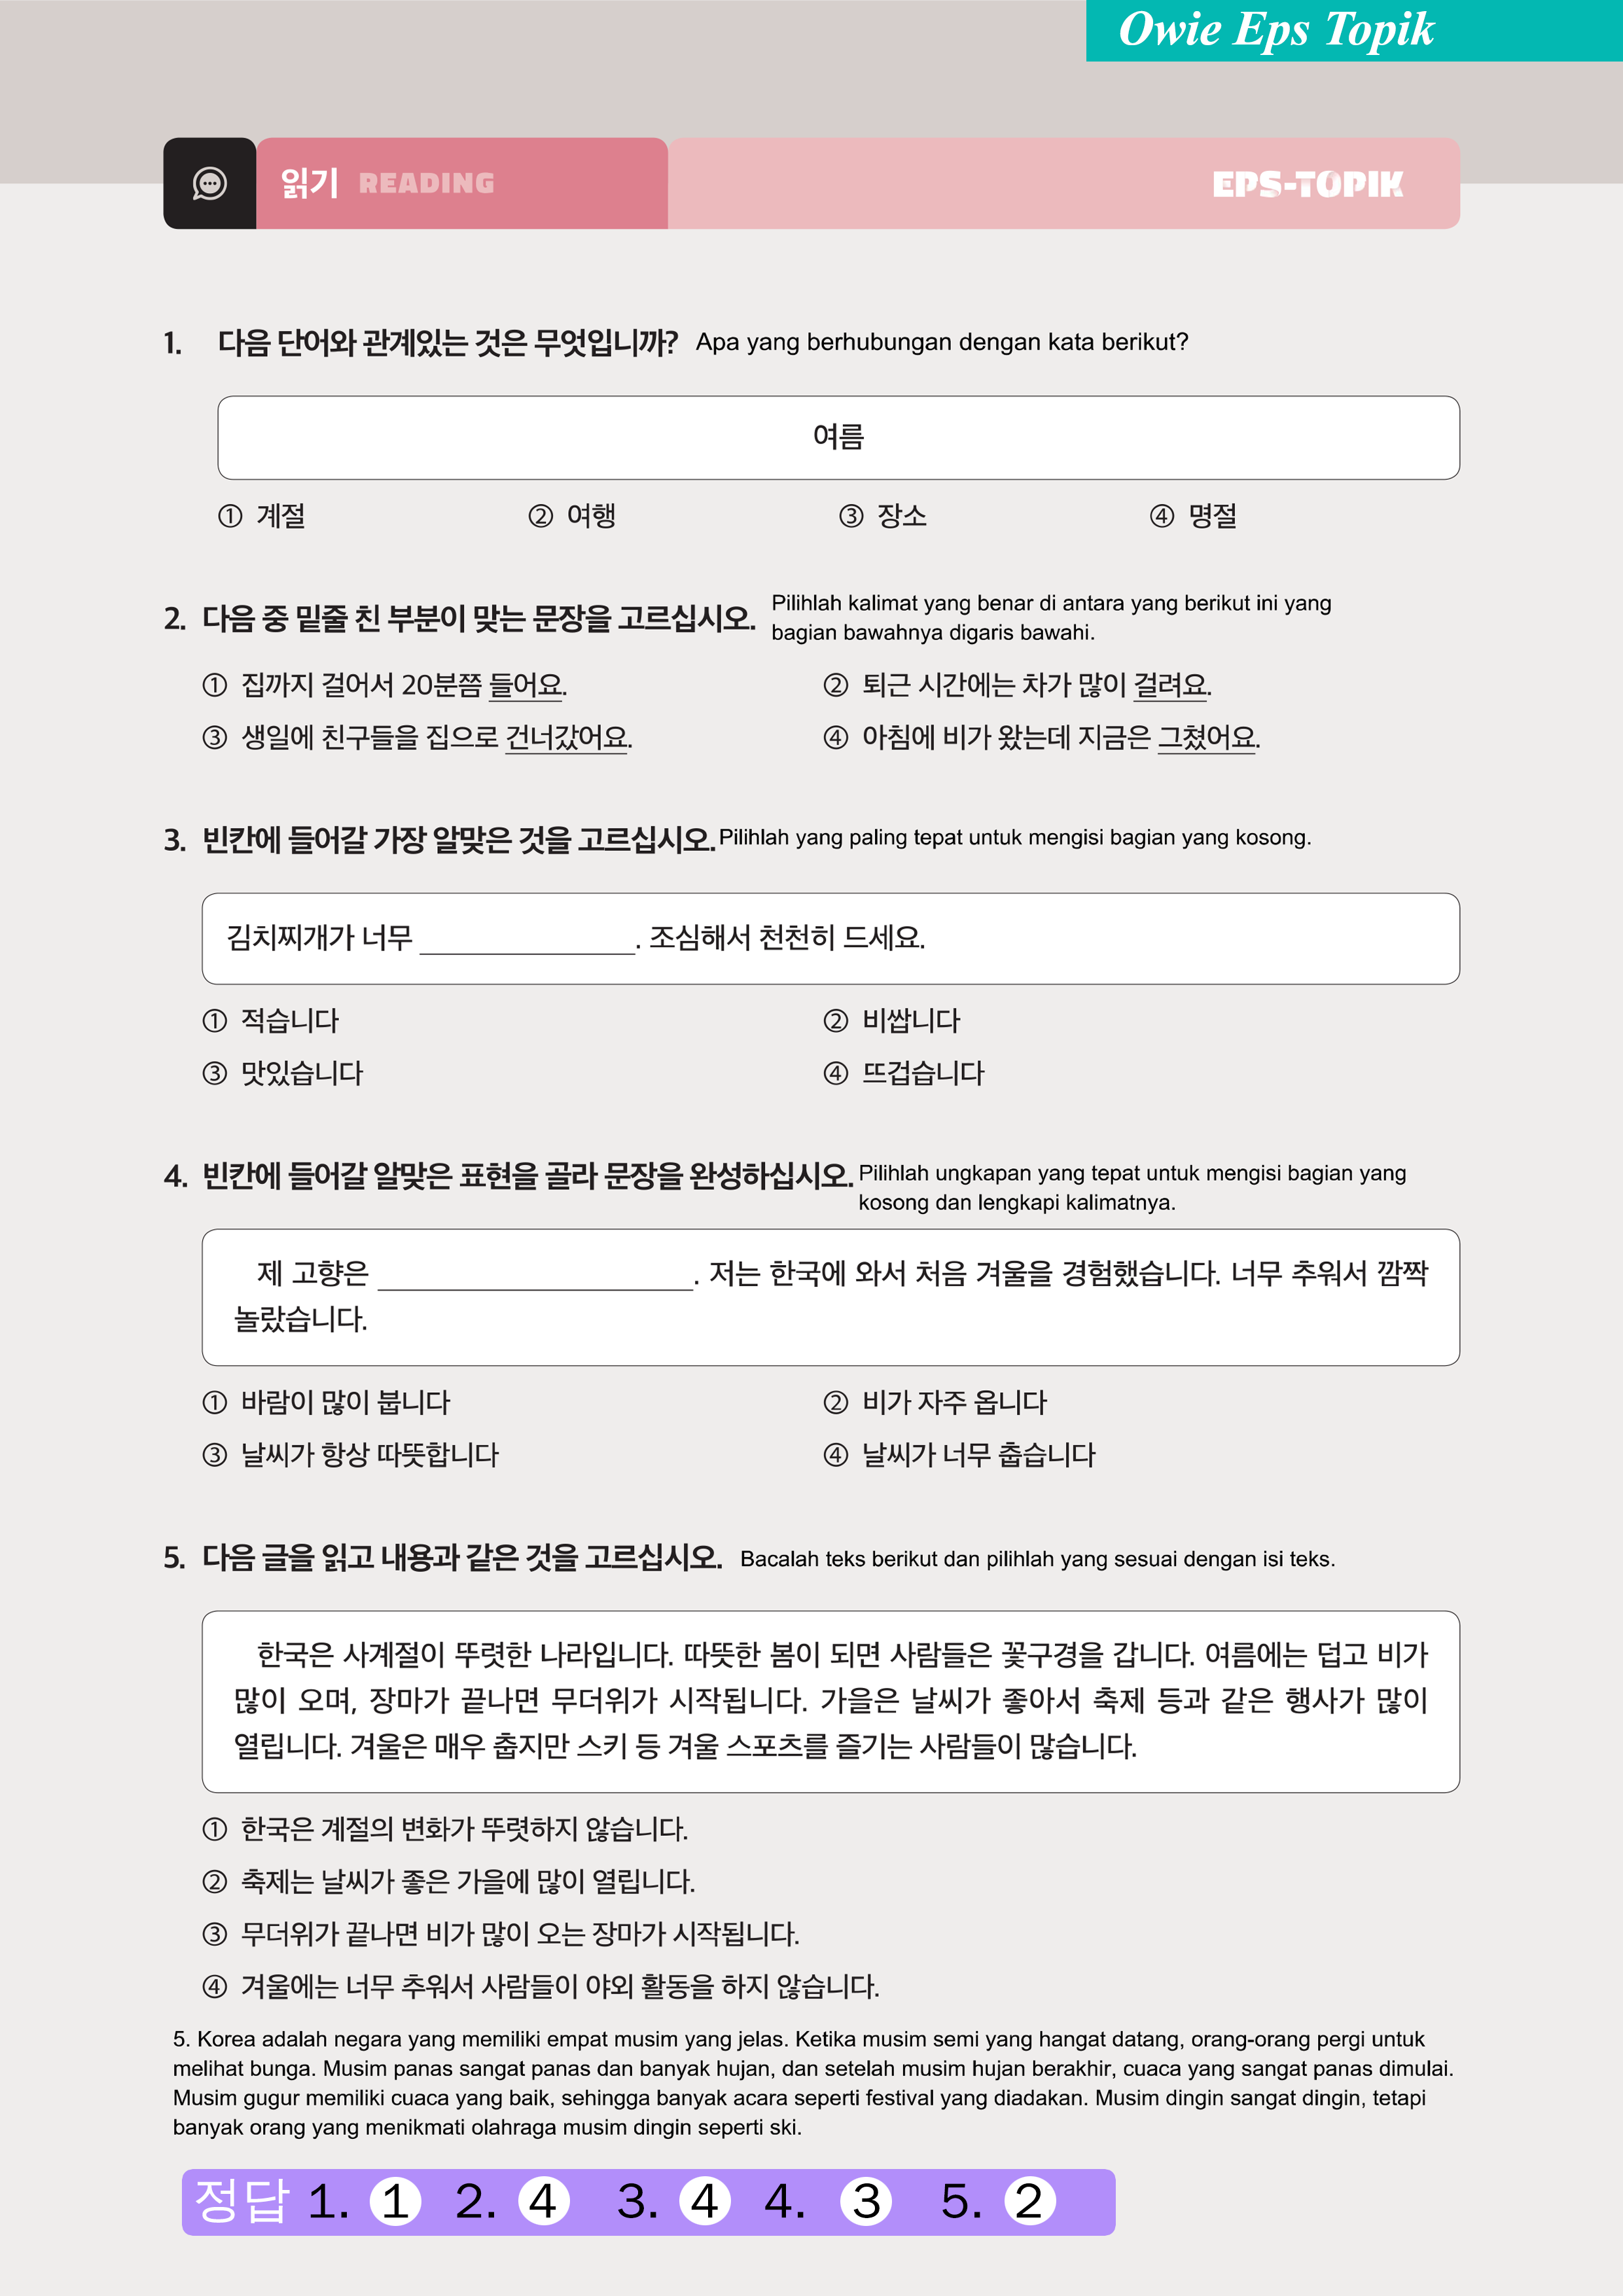 Owie Eps Topik
읽기 READING
EPS-TOPIK
1. 다음 단어와 관계있는 것은 무엇입니까? Apa yang berhubungan dengan kata berikut?
여름
① 계절 ② 여행 ③ 장소 ④ 명절
2. 다음 중 밑줄 친 부분이 맞는 문장을 고르십시오. Pilihlah kalimat yang benar di antara yang berikut ini yang
bagian bawahnya digaris bawahi.
① 집까지 걸어서 20분쯤 들어요. ② 퇴근 시간에는 차가 많이 걸려요.
③ 생일에 친구들을 집으로 건너갔어요. ④ 아침에 비가 왔는데 지금은 그쳤어요.
3. 빈칸에 들어갈 가장 알맞은 것을 고르십시오. Pilihlah yang paling tepat untuk mengisi bagian yang kosong.
김치찌개가 너무 ______________. 조심해서 천천히 드세요.
① 적습니다 ② 비쌉니다
③ 맛있습니다 ④ 뜨겁습니다
4. 빈칸에 들어갈 알맞은 표현을 골라 문장을 완성하십시오. Pilihlah ungkapan yang tepat untuk mengisi bagian yang
kosong dan lengkapi kalimatnya.
제 고향은 ____________________. 저는 한국에 와서 처음 겨울을 경험했습니다. 너무 추워서 깜짝
놀랐습니다.
① 바람이 많이 붑니다 ② 비가 자주 옵니다
③ 날씨가 항상 따뜻합니다 ④ 날씨가 너무 춥습니다
5. 다음 글을 읽고 내용과 같은 것을 고르십시오. Bacalah teks berikut dan pilihlah yang sesuai dengan isi teks.
한국은 사계절이 뚜렷한 나라입니다. 따뜻한 봄이 되면 사람들은 꽃구경을 갑니다. 여름에는 덥고 비가
많이 오며, 장마가 끝나면 무더위가 시작됩니다. 가을은 날씨가 좋아서 축제 등과 같은 행사가 많이
열립니다. 겨울은 매우 춥지만 스키 등 겨울 스포츠를 즐기는 사람들이 많습니다.
① 한국은 계절의 변화가 뚜렷하지 않습니다.
② 축제는 날씨가 좋은 가을에 많이 열립니다.
③ 무더위가 끝나면 비가 많이 오는 장마가 시작됩니다.
④ 겨울에는 너무 추워서 사람들이 야외 활동을 하지 않습니다.
5. Korea adalah negara yang memiliki empat musim yang jelas. Ketika musim semi yang hangat datang, orang-orang pergi untuk
melihat bunga. Musim panas sangat panas dan banyak hujan, dan setelah musim hujan berakhir, cuaca yang sangat panas dimulai.
Musim gugur memiliki cuaca yang baik, sehingga banyak acara seperti festival yang diadakan. Musim dingin sangat dingin, tetapi
banyak orang yang menikmati olahraga musim dingin seperti ski.
정답 1. 1 2. 4 3. 4 4. 3 5. 2